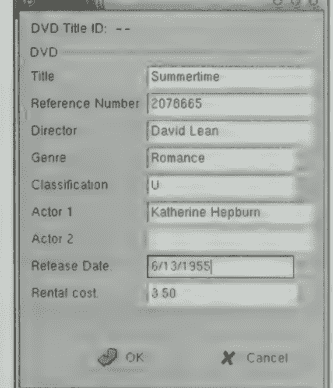 DVD Title ID: --
DVD
Title Summertime
Reference Number 2078665
Director David Lean
Genre Romance
Classification U
Actor 1 Katherine Hepburn
Actor 2
Release Date 6/13/1955
Rental cost 3.50
OK Cancel